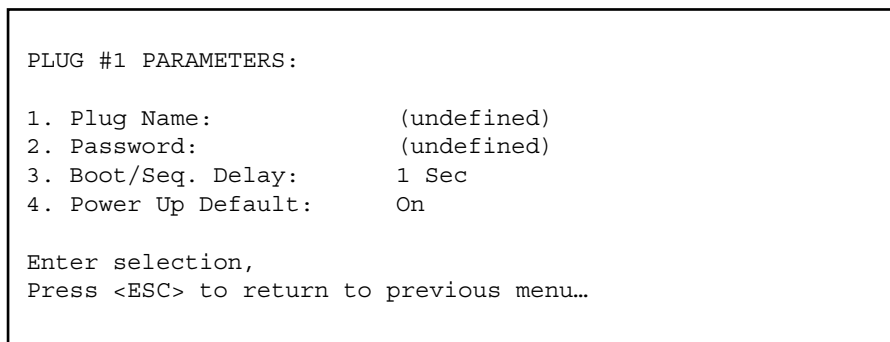 PLUG #1 PARAMETERS:
1. Plug Name: (undefined)
2. Password: (undefined)
3. Boot/Seq. Delay: 1 Sec
4. Power Up Default: On
Enter selection,
Press <ESC> to return to previous menu…